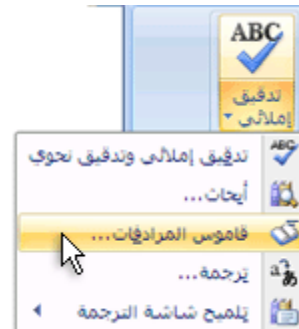 ABC
تدقيق
إملائي
تدقيق إملائي وتدقيق نحوي
أبحاث...
قاموس المرادفات...
ترجمة...
تلميح شاشة الترجمة